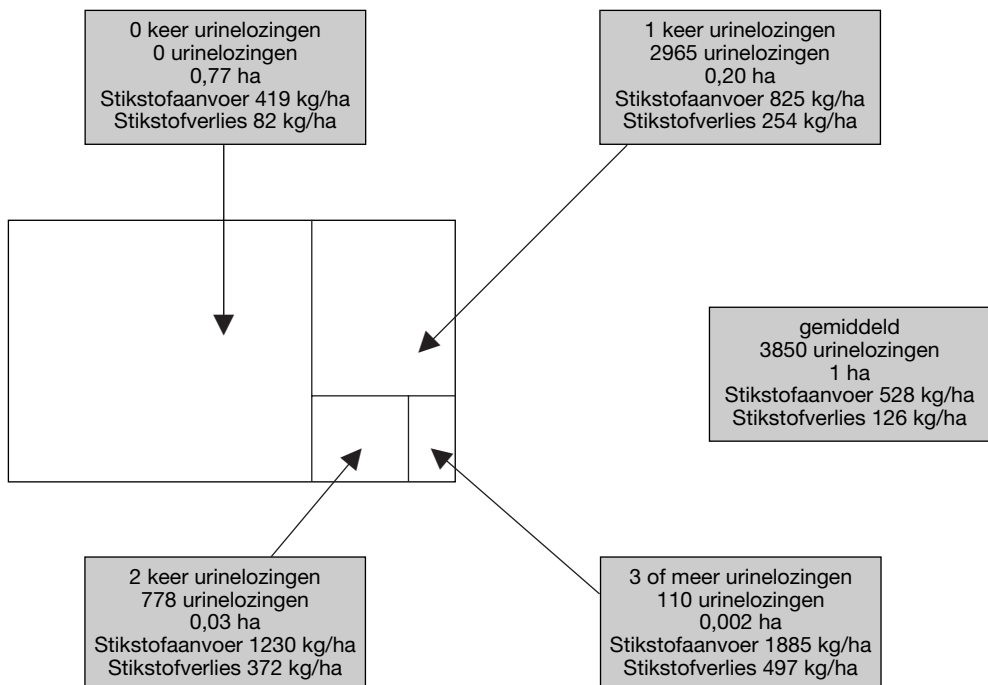 0 keer urinelozingen
0 urinelozingen
0,77 ha
Stikstofaanvoer 419 kg/ha
Stikstofverlies 82 kg/ha
1 keer urinelozingen
2965 urinelozingen
0,20 ha
Stikstofaanvoer 825 kg/ha
Stikstofverlies 254 kg/ha
gemiddeld
3850 urinelozingen
1 ha
Stikstofaanvoer 528 kg/ha
Stikstofverlies 126 kg/ha
2 keer urinelozingen
778 urinelozingen
0,03 ha
Stikstofaanvoer 1230 kg/ha
Stikstofverlies 372 kg/ha
3 of meer urinelozingen
110 urinelozingen
0,002 ha
Stikstofaanvoer 1885 kg/ha
Stikstofverlies 497 kg/ha